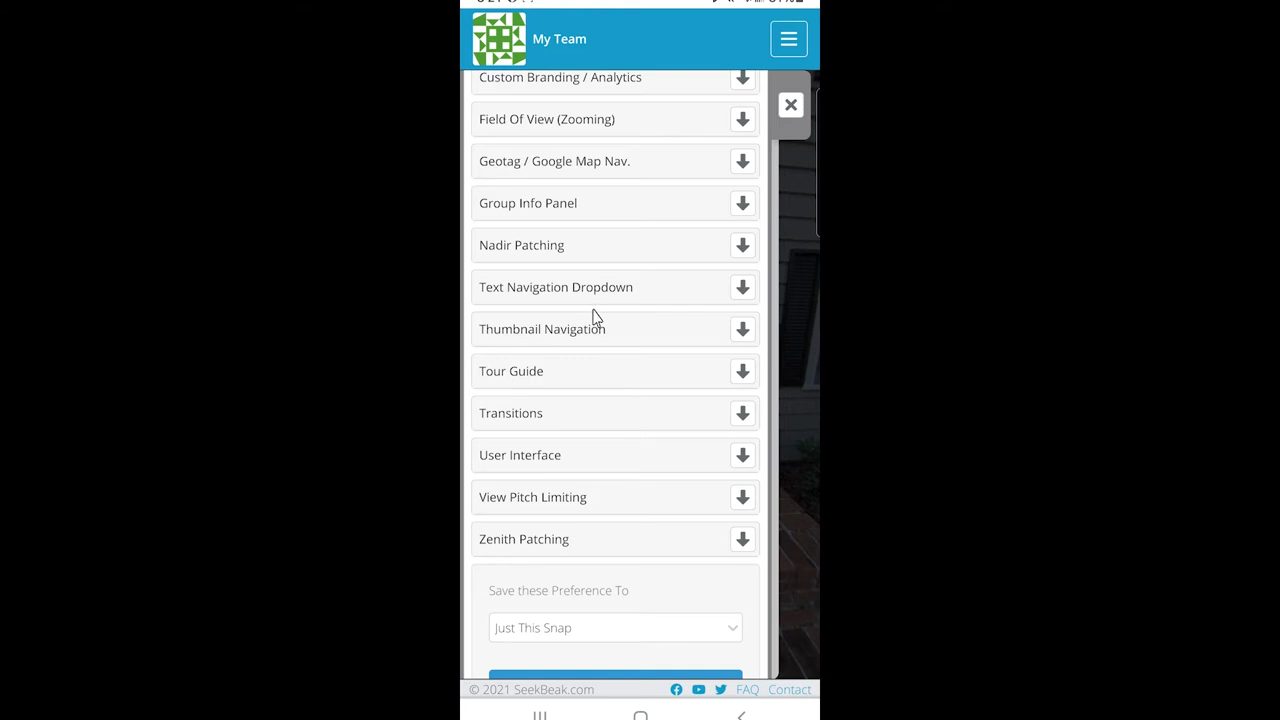 My Team
Custom Branding / Analytics
Field Of View (Zooming)
Geotag / Google Map Nav.
Group Info Panel
Nadir Patching
Text Navigation Dropdown
Thumbnail Navigation
Tour Guide
Transitions
User Interface
View Pitch Limiting
Zenith Patching
Save these Preference To
Just This Snap
© 2021 SeekBeak.com FAQ Contact